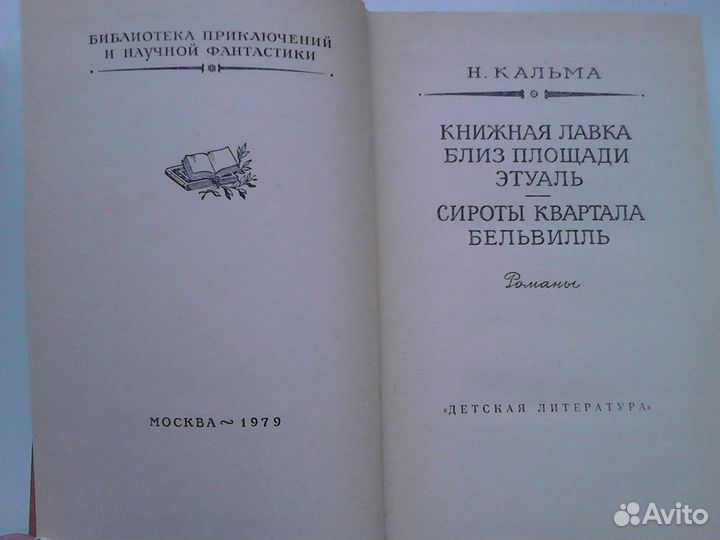 БИБЛИОТЕКА ПРИКЛЮЧЕНИЙ
И НАУЧНОЙ ФАНТАСТИКИ
МОСКВА ~ 1979
Н. КАЛЬМА
КНИЖНАЯ ЛАВКА
БЛИЗ ПЛОЩАДИ
ЭТУАЛЬ
—
СИРОТЫ КВАРТАЛА
БЕЛЬВИЛЛЬ
Романы
«ДЕТСКАЯ ЛИТЕРАТУРА»
Avito